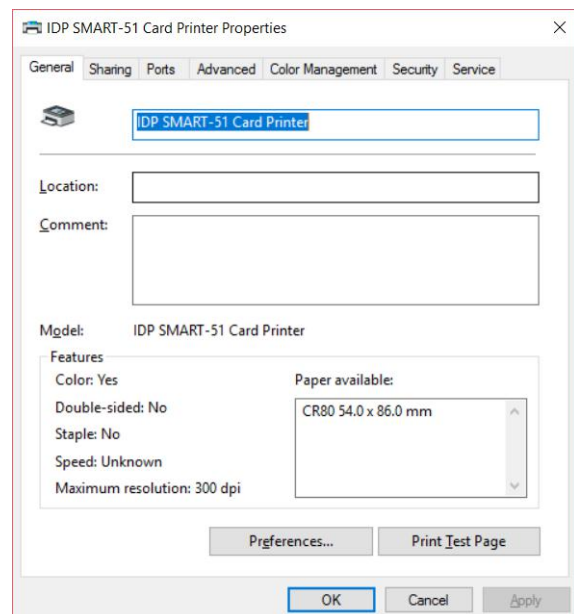 IDP SMART-51 Card Printer Properties
General Sharing Ports Advanced Color Management Security Service
IDP SMART-51 Card Printer
Location:
Comment:
Model: IDP SMART-51 Card Printer
Features
Color: Yes
Double-sided: No
Staple: No
Speed: Unknown
Maximum resolution: 300 dpi
Paper available:
CR80 54.0 x 86.0 mm
Preferences... Print Test Page
OK Cancel Apply